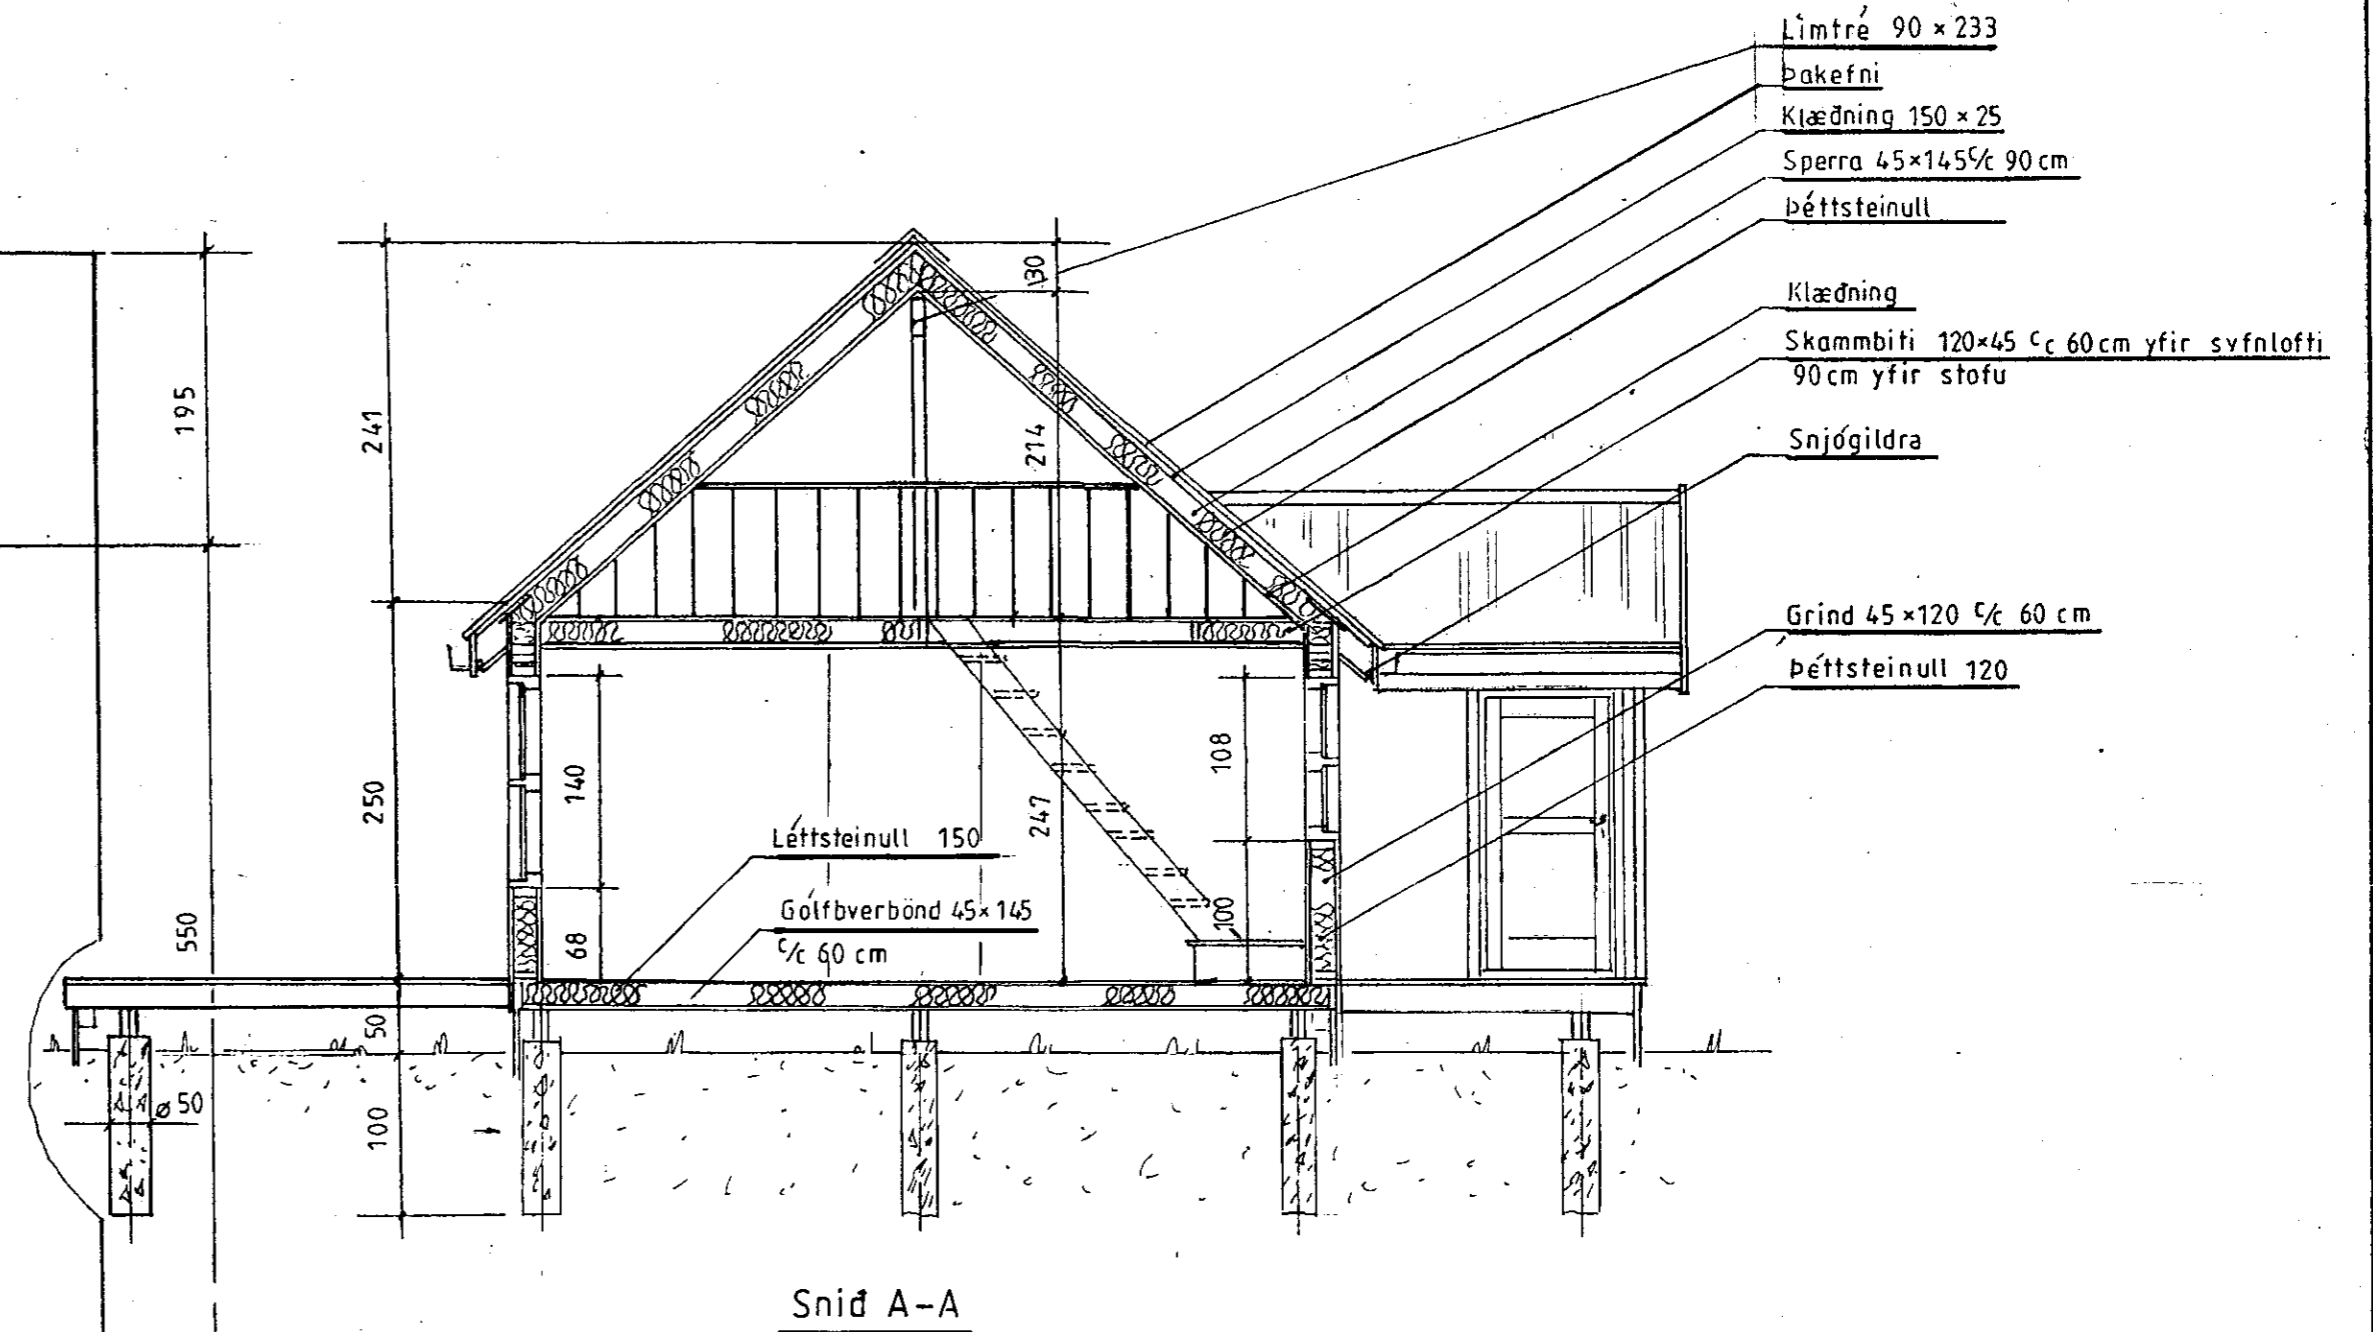 Límtré 90 × 233
Þakefni
Klæðning 150 × 25
Sperra 45×145 c/c 90 cm
Þéttsteinull
Klæðning
Skammbiti 120×45 c c 60 cm yfir svfnlofti
90 cm yfir stofu
Snjógildra
Grind 45 ×120 c/c 60 cm
Þéttsteinull 120
130
195
241
214
140
108
250
247
Léttsteinull 150
Gólfbverbönd 45×145
c/c 60 cm
550
68
100
50
ø 50
100
Snið A-A